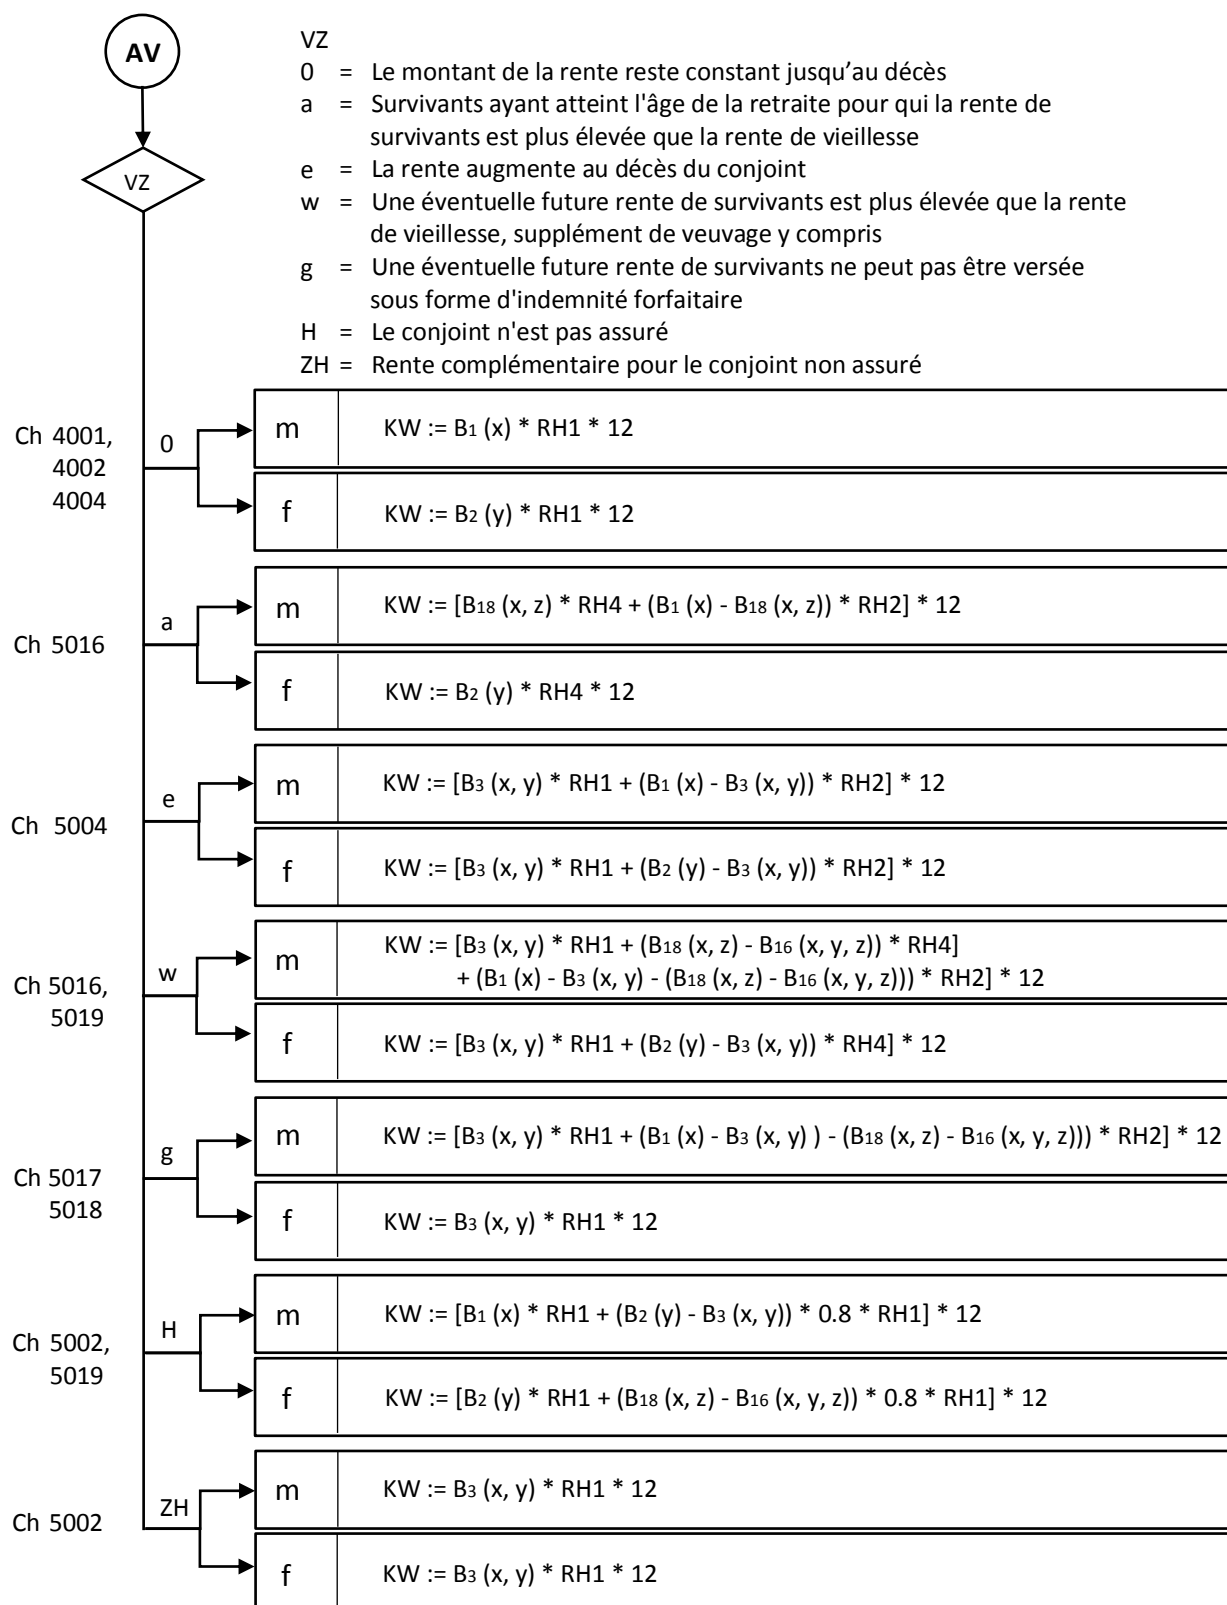 AV
VZ
VZ
0 = Le montant de la rente reste constant jusqu'au décès
a = Survivants ayant atteint l'âge de la retraite pour qui la rente de
survivants est plus élevée que la rente de vieillesse
e = La rente augmente au décès du conjoint
w = Une éventuelle future rente de survivants est plus élevée que la rente
de vieillesse, supplément de veuvage y compris
g = Une éventuelle future rente de survivants ne peut pas être versée
sous forme d'indemnité forfaitaire
H = Le conjoint n'est pas assuré
ZH = Rente complémentaire pour le conjoint non assuré
Ch 4001,
4002
4004
0
m KW := B1 (x) * RH1 * 12
f KW := B2 (y) * RH1 * 12
Ch 5016
a
m KW := [B18 (x, z) * RH4 + (B1 (x) - B18 (x, z)) * RH2] * 12
f KW := B2 (y) * RH4 * 12
Ch 5004
e
m KW := [B3 (x, y) * RH1 + (B1 (x) - B3 (x, y)) * RH2] * 12
f KW := [B3 (x, y) * RH1 + (B2 (y) - B3 (x, y)) * RH2] * 12
Ch 5016,
5019
w
m KW := [B3 (x, y) * RH1 + (B18 (x, z) - B16 (x, y, z)) * RH4]
+ (B1 (x) - B3 (x, y) - (B18 (x, z) - B16 (x, y, z))) * RH2] * 12
f KW := [B3 (x, y) * RH1 + (B2 (y) - B3 (x, y)) * RH4] * 12
Ch 5017
5018
g
m KW := [B3 (x, y) * RH1 + (B1 (x) - B3 (x, y) ) - (B18 (x, z) - B16 (x, y, z))) * RH2] * 12
f KW := B3 (x, y) * RH1 * 12
Ch 5002,
5019
H
m KW := [B1 (x) * RH1 + (B2 (y) - B3 (x, y)) * 0.8 * RH1] * 12
f KW := [B2 (y) * RH1 + (B18 (x, z) - B16 (x, y, z)) * 0.8 * RH1] * 12
Ch 5002
ZH
m KW := B3 (x, y) * RH1 * 12
f KW := B3 (x, y) * RH1 * 12